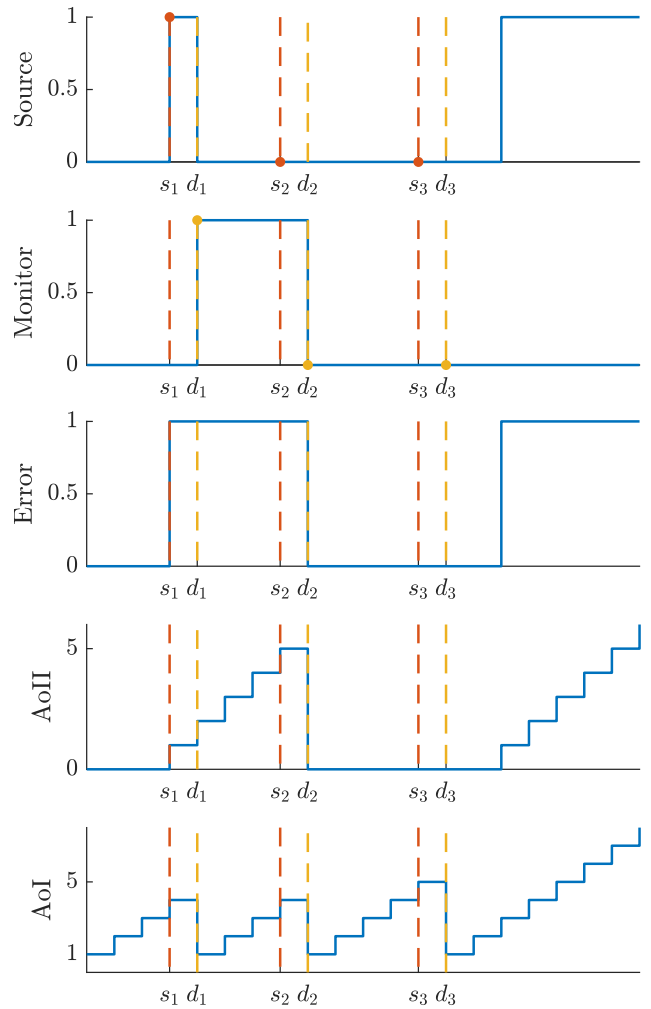 Source
1
0.5
0
s₁ d₁ s₂ d₂ s₃ d₃
Monitor
1
0.5
0
s₁ d₁ s₂ d₂ s₃ d₃
Error
1
0.5
0
s₁ d₁ s₂ d₂ s₃ d₃
AoII
5
0
s₁ d₁ s₂ d₂ s₃ d₃
AoI
5
1
s₁ d₁ s₂ d₂ s₃ d₃